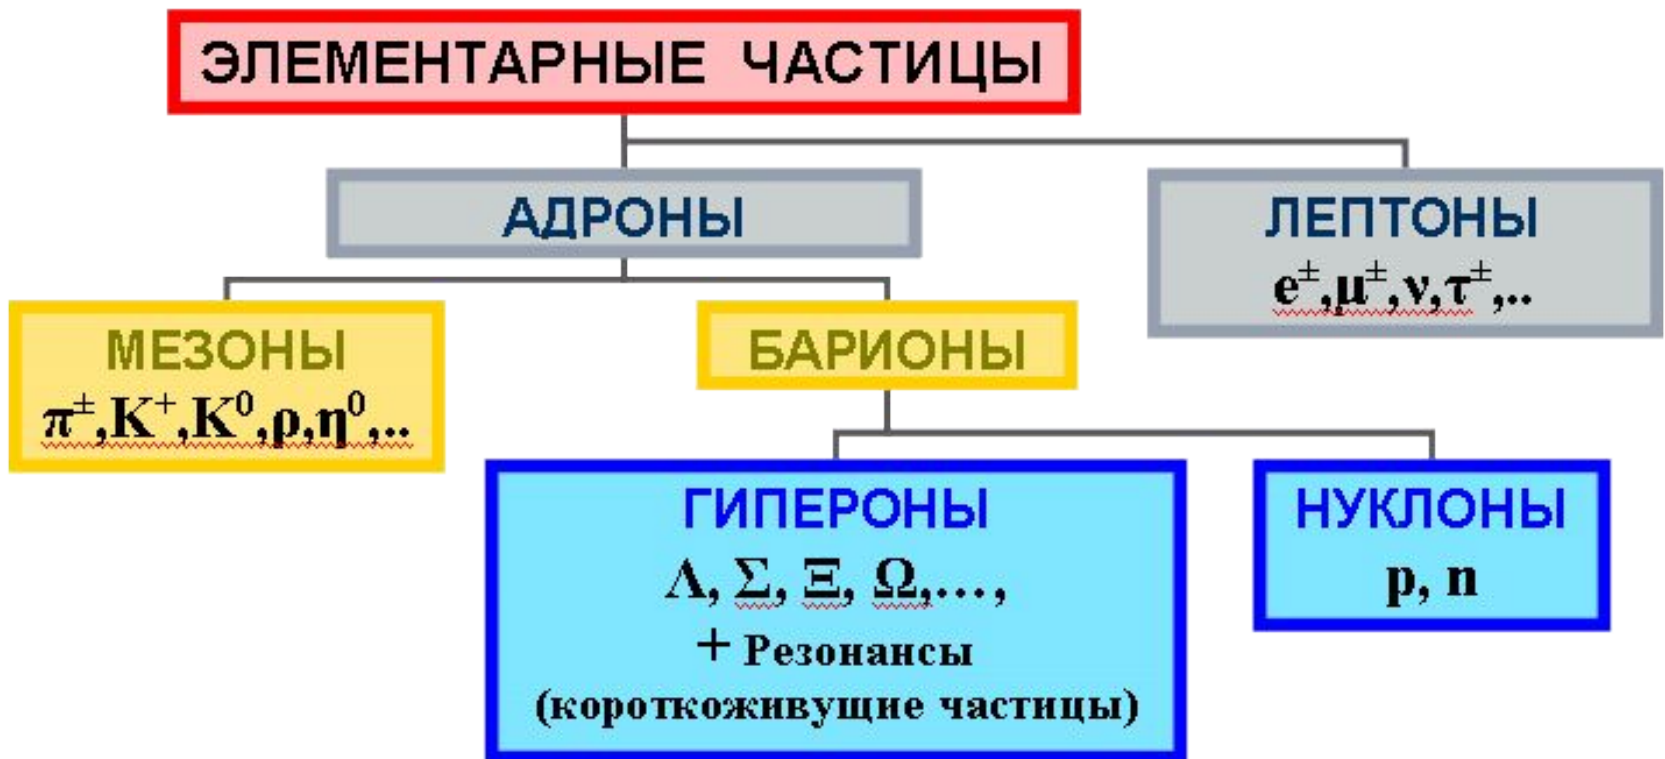 ЭЛЕМЕНТАРНЫЕ ЧАСТИЦЫ
АДРОНЫ
ЛЕПТОНЫ
e±,μ±,ν,τ±,..
МЕЗОНЫ
π±,K⁺,K⁰,ρ,η⁰,..
БАРИОНЫ
ГИПЕРОНЫ
Λ, Σ, Ξ, Ω,...,
+ Резонансы
(короткоживущие частицы)
НУКЛОНЫ
p, n